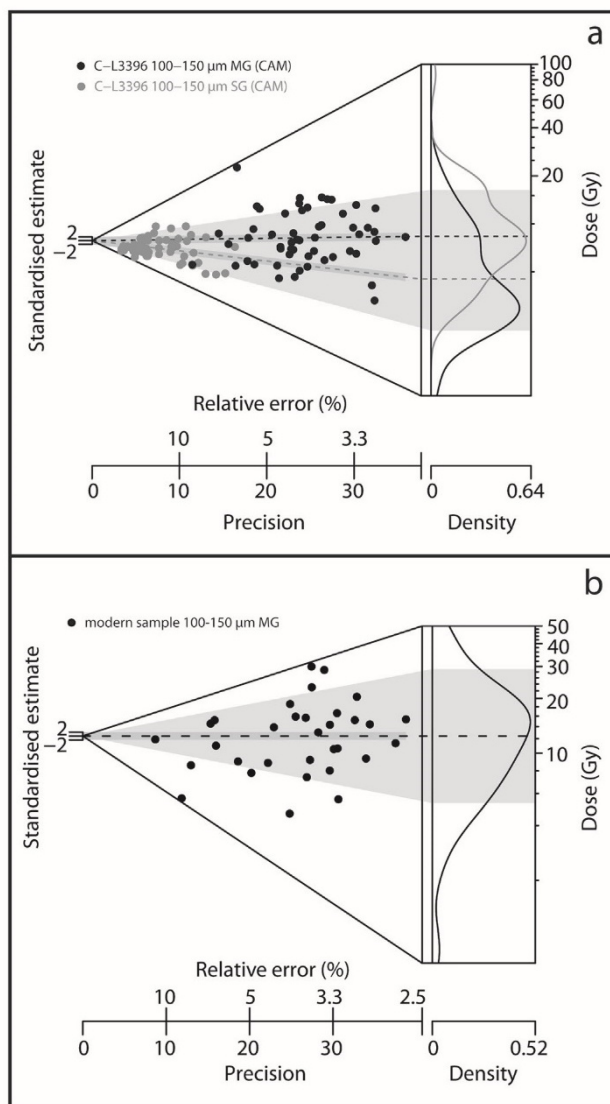 a
C–L3396 100–150 µm MG (CAM)
C–L3396 100–150 µm SG (CAM)
100
80
60
40
20
Dose (Gy)
Standardised estimate
2
−2
Relative error (%)
10 5 3.3
0 10 20 30
Precision
0 0.64
Density
b
modern sample 100-150 µm MG
50
40
30
20
10
Dose (Gy)
Standardised estimate
2
−2
Relative error (%)
10 5 3.3 2.5
0 10 20 30
Precision
0 0.52
Density